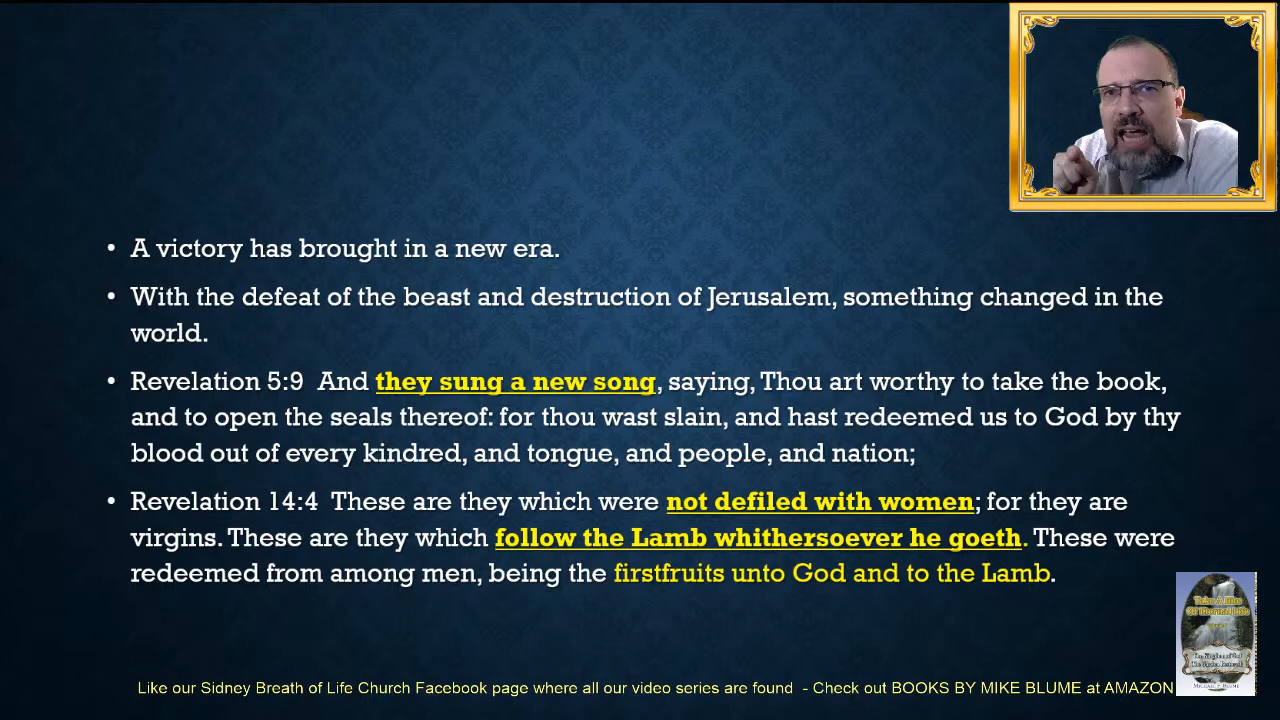 • A victory has brought in a new era.
• With the defeat of the beast and destruction of Jerusalem, something changed in the
world.
• Revelation 5:9 And they sung a new song, saying, Thou art worthy to take the book,
and to open the seals thereof: for thou wast slain, and hast redeemed us to God by thy
blood out of every kindred, and tongue, and people, and nation;
• Revelation 14:4 These are they which were not defiled with women; for they are
virgins. These are they which follow the Lamb whithersoever he goeth. These were
redeemed from among men, being the firstfruits unto God and to the Lamb.
Like our Sidney Breath of Life Church Facebook page where all our video series are found. - Check out BOOKS BY MIKE BLUME at AMAZON